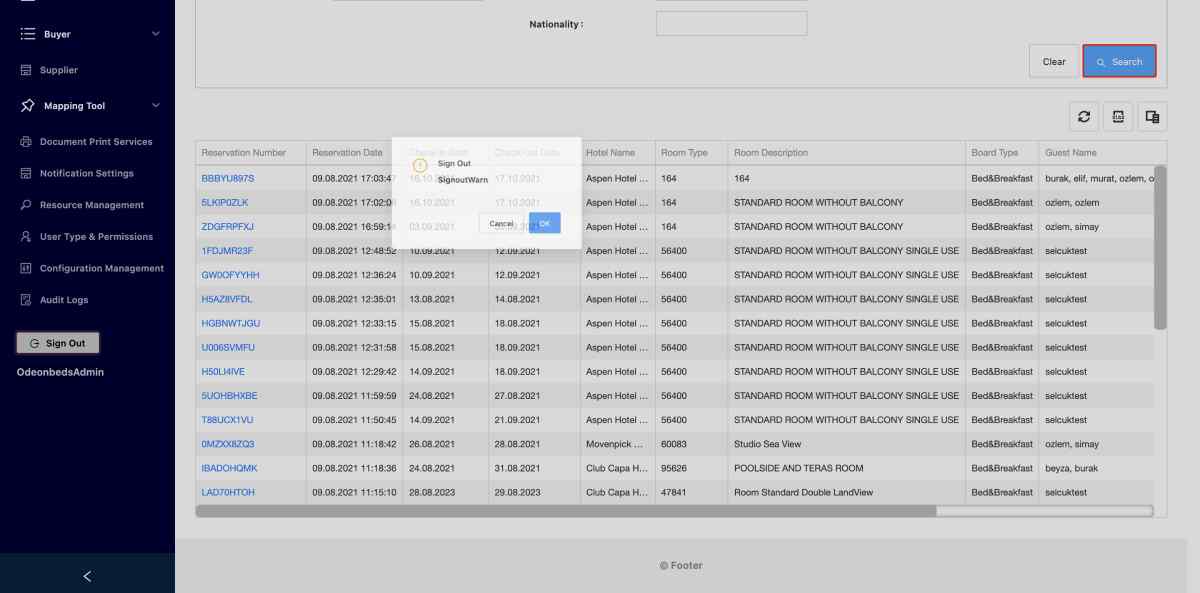 Buyer
Supplier
Mapping Tool
Document Print Services
Notification Settings
Resource Management
User Type & Permissions
Configuration Management
Audit Logs
Sign Out
OdeonbedsAdmin
Nationality :
Clear
Search
Reservation Number Reservation Date Check-In Date Check-out Date Hotel Name Room Type Room Description Board Type Guest Name
BBBYU897S 09.08.2021 17:03:47 16.10.2021 17.10.2021 Aspen Hotel ... 164 164 Bed&Breakfast burak, elif, murat, ozlem, o
5LKIP0ZLK 09.08.2021 17:02:08 16.10.2021 17.10.2021 Aspen Hotel ... 164 STANDARD ROOM WITHOUT BALCONY Bed&Breakfast ozlem, ozlem
ZDGFRPFXJ 09.08.2021 16:59:14 03.09.2021 Aspen Hotel ... 164 STANDARD ROOM WITHOUT BALCONY Bed&Breakfast ozlem, simay
1FDJMR23F 09.08.2021 12:48:52 10.09.2021 12.09.2021 Aspen Hotel ... 56400 STANDARD ROOM WITHOUT BALCONY SINGLE USE Bed&Breakfast selcuktest
GW0OFYYHH 09.08.2021 12:36:24 10.09.2021 12.09.2021 Aspen Hotel ... 56400 STANDARD ROOM WITHOUT BALCONY SINGLE USE Bed&Breakfast selcuktest
H5AZ8VFDL 09.08.2021 12:35:01 13.08.2021 14.08.2021 Aspen Hotel ... 56400 STANDARD ROOM WITHOUT BALCONY SINGLE USE Bed&Breakfast selcuktest
HGBNWTJGU 09.08.2021 12:33:15 15.08.2021 18.08.2021 Aspen Hotel ... 56400 STANDARD ROOM WITHOUT BALCONY SINGLE USE Bed&Breakfast selcuktest
U006SVMFU 09.08.2021 12:31:58 15.08.2021 18.09.2021 Aspen Hotel ... 56400 STANDARD ROOM WITHOUT BALCONY SINGLE USE Bed&Breakfast selcuktest
H50LI4IVE 09.08.2021 12:29:42 14.09.2021 18.09.2021 Aspen Hotel ... 56400 STANDARD ROOM WITHOUT BALCONY SINGLE USE Bed&Breakfast selcuktest
5UOHBHXBE 09.08.2021 11:59:59 24.08.2021 27.08.2021 Aspen Hotel ... 56400 STANDARD ROOM WITHOUT BALCONY SINGLE USE Bed&Breakfast selcuktest
T88UCX1VU 09.08.2021 11:50:45 14.09.2021 21.09.2021 Aspen Hotel ... 56400 STANDARD ROOM WITHOUT BALCONY SINGLE USE Bed&Breakfast selcuktest
0MZXX8ZQ3 09.08.2021 11:18:42 26.08.2021 28.08.2021 Movenpick ... 60083 Studio Sea View Bed&Breakfast ozlem, simay
IBADOHQMK 09.08.2021 11:18:36 24.08.2021 31.08.2021 Club Capa H... 95626 POOLSIDE AND TERAS ROOM Bed&Breakfast beyza, burak
LAD70HTOH 09.08.2021 11:15:10 28.08.2023 29.08.2023 Club Capa H... 47841 Room Standard Double LandView Bed&Breakfast selcuktest
Sign Out
SignoutWarn
Cancel OK
© Footer